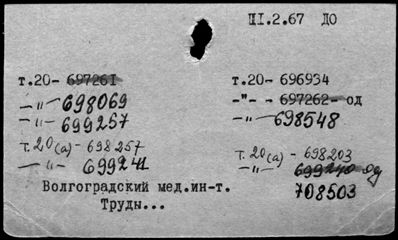 III.2.67 ДО
т.20- 697261 т.20- 696934
-"- 698069 -"- - 697262- од
-"- 699257 -"- 698548
т.20(а) - 698257 т.20(а) - 698203
-"- 699241 -"- 699240 од
Волгоградский мед.ин-т. 708503
Труды...